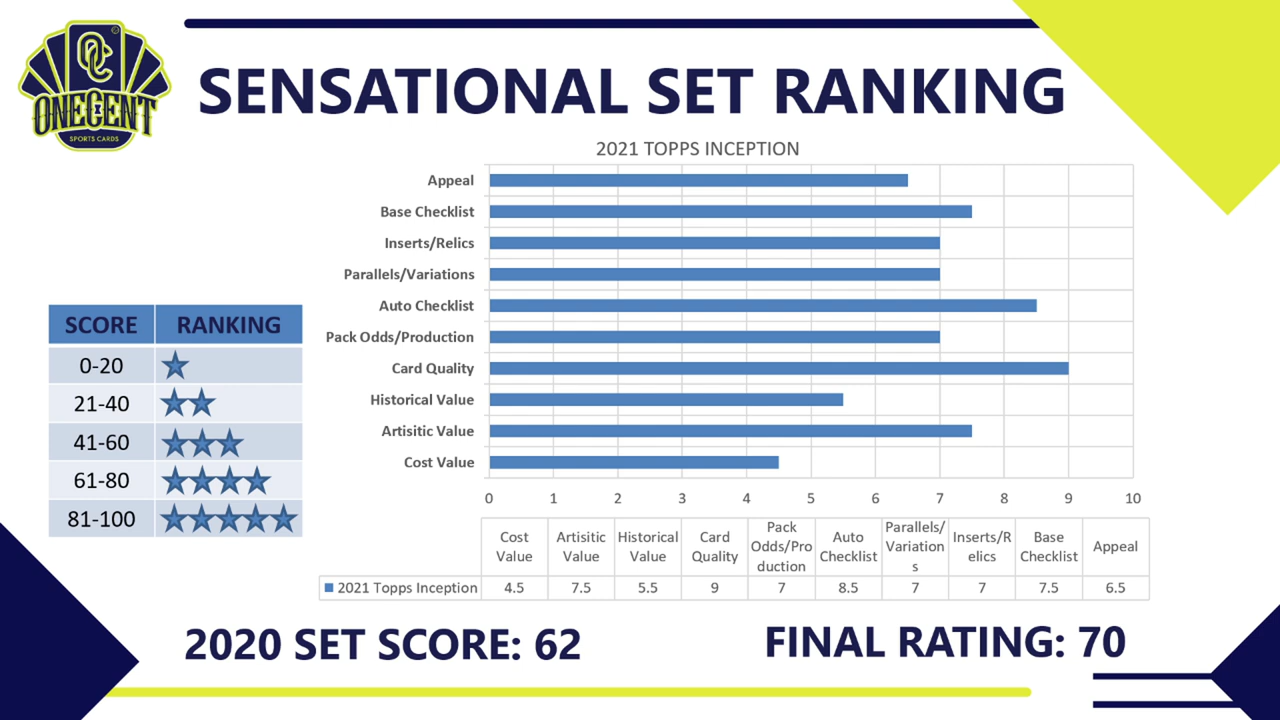 OC
ONECENT
SPORTS CARDS
SENSATIONAL SET RANKING
2021 TOPPS INCEPTION
Appeal
Base Checklist
Inserts/Relics
Parallels/Variations
Auto Checklist
Pack Odds/Production
Card Quality
Historical Value
Artisitic Value
Cost Value
0 1 2 3 4 5 6 7 8 9 10
SCORE RANKING
0-20
21-40
41-60
61-80
81-100
Cost
Value
Artisitic
Value
Historical
Value
Card
Quality
Pack
Odds/Pro
duction
Auto
Checklist
Parallels/
Variation
s
Inserts/R
elics
Base
Checklist
Appeal
2021 Topps Inception 4.5 7.5 5.5 9 7 8.5 7 7 7.5 6.5
2020 SET SCORE: 62
FINAL RATING: 70